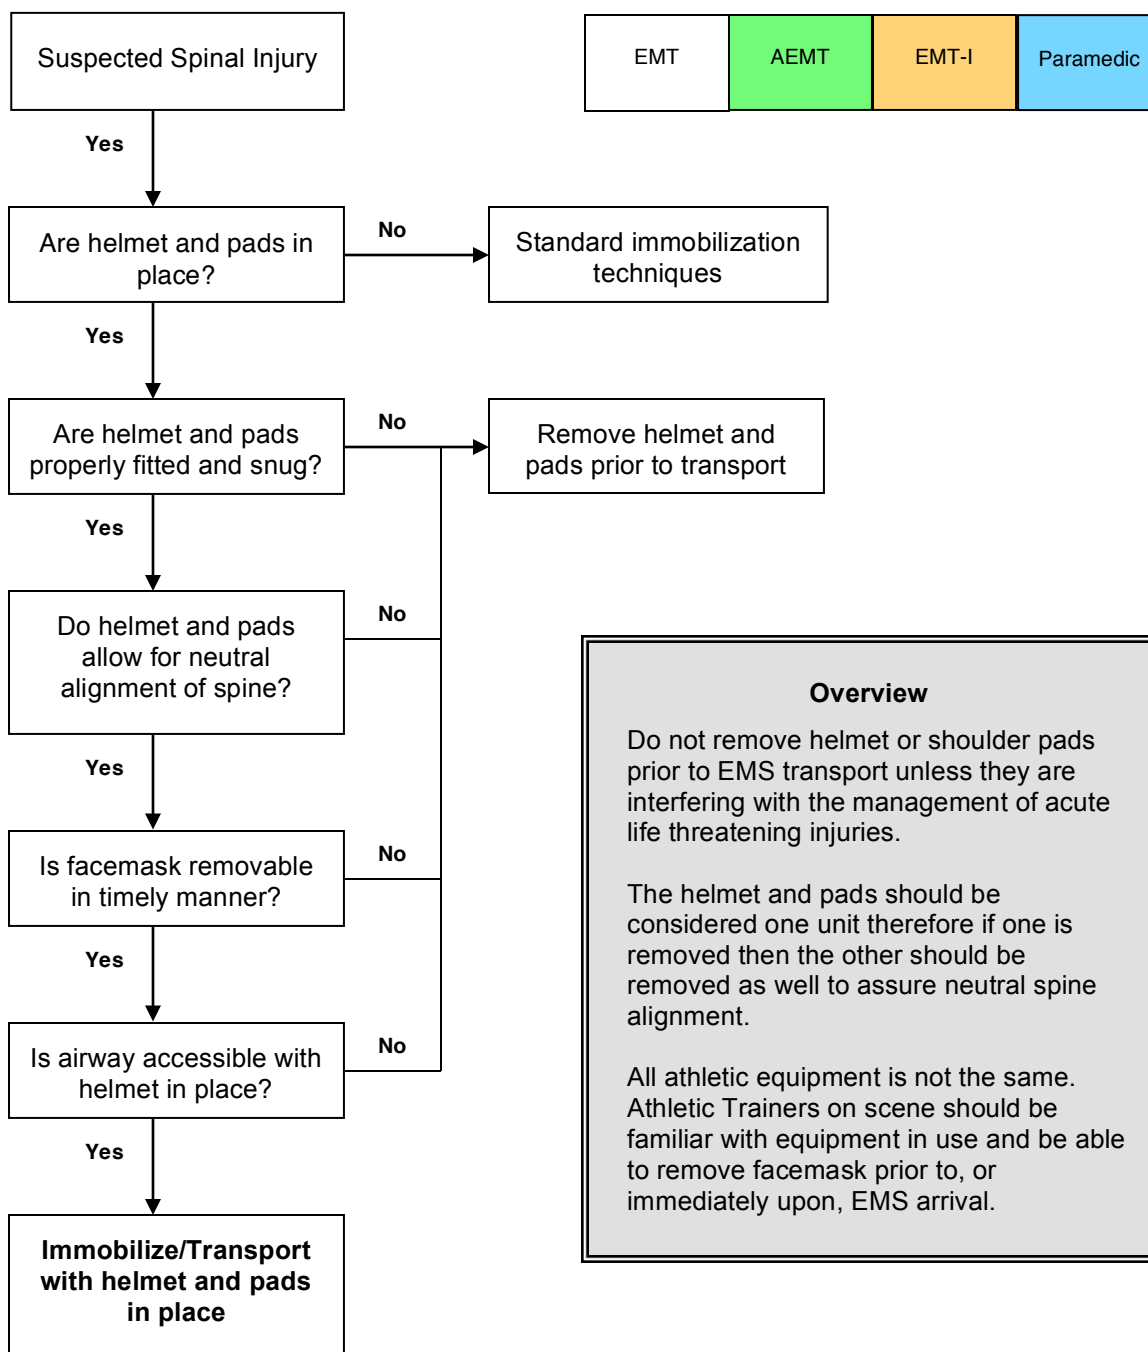 Suspected Spinal Injury
EMT
AEMT
EMT-I
Paramedic
Yes
Are helmet and pads in
place?
No
Standard immobilization
techniques
Yes
Are helmet and pads
properly fitted and snug?
No
Remove helmet and
pads prior to transport
Yes
Do helmet and pads
allow for neutral
alignment of spine?
No
Yes
Is facemask removable
in timely manner?
No
Yes
Is airway accessible with
helmet in place?
No
Yes
Immobilize/Transport
with helmet and pads
in place
Overview
Do not remove helmet or shoulder pads
prior to EMS transport unless they are
interfering with the management of acute
life threatening injuries.
The helmet and pads should be
considered one unit therefore if one is
removed then the other should be
removed as well to assure neutral spine
alignment.
All athletic equipment is not the same.
Athletic Trainers on scene should be
familiar with equipment in use and be able
to remove facemask prior to, or
immediately upon, EMS arrival.